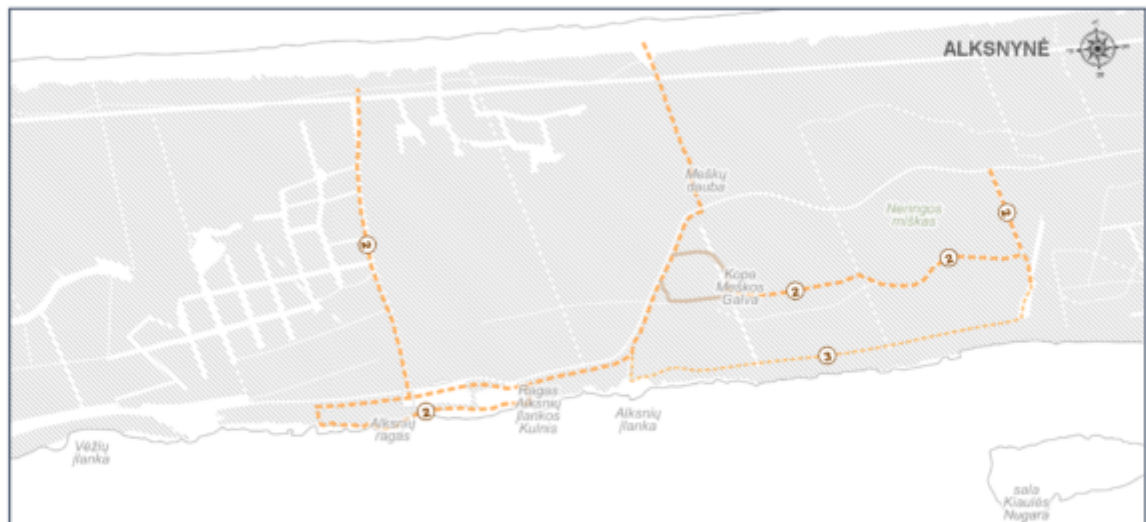 ALKSNYNĖ
Meškų
dauba
Neringos
miškas
2
2
2
Kopa
Meškos
Galva
2
2
3
Ragas
Alksnių
Įlankos
Kulnis
2
Alksnių
ragas
Alksnių
įlanka
Vėžių
įlanka
sala
Kiaulės
Nugara